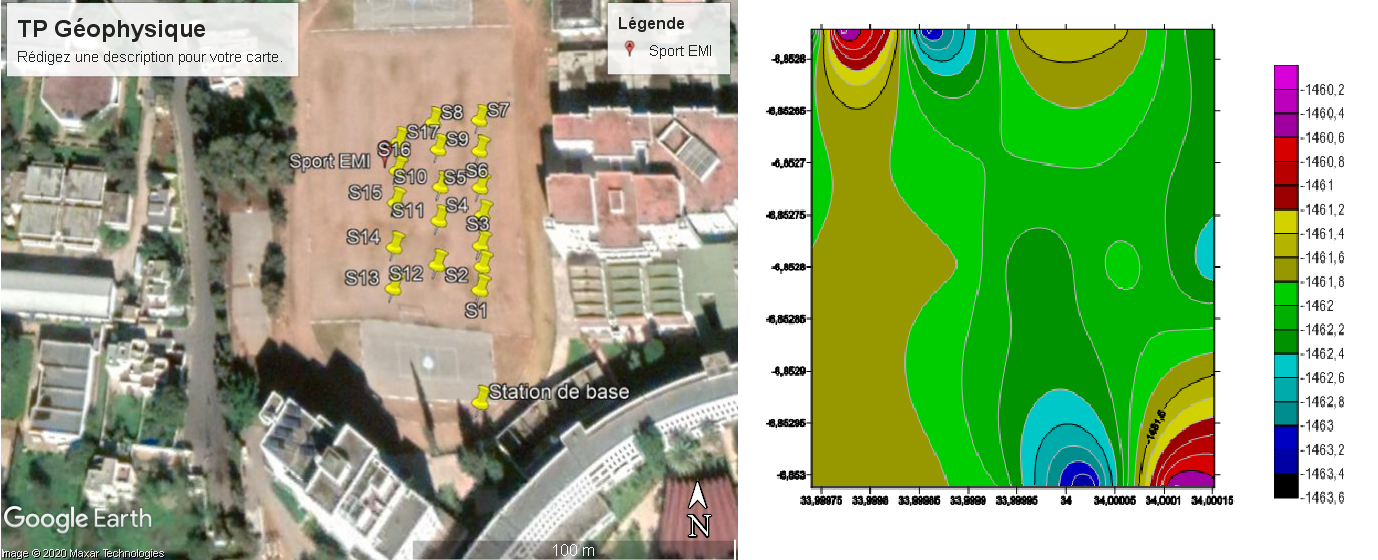 TP Géophysique
Rédigez une description pour votre carte.
Légende
Sport EMI
S8
S7
S17
S9
S16
Sport EMI
S10
S5
S6
S15
S11
S4
S3
S14
S13
S12
S2
S1
Station de base
Google Earth
N
100 m
Image © 2020 Maxar Technologies
-6,8526
-6,85265
-6,8527
-6,85275
-6,8528
-6,85285
-6,8529
-6,85295
-6,853
33,99975
33,9998
33,99985
33,9999
33,99995
34
34,00005
34,0001
34,00015
-1460,2
-1460,4
-1460,6
-1460,8
-1461
-1461,2
-1461,4
-1461,6
-1461,8
-1462
-1462,2
-1462,4
-1462,6
-1462,8
-1463
-1463,2
-1463,4
-1463,6